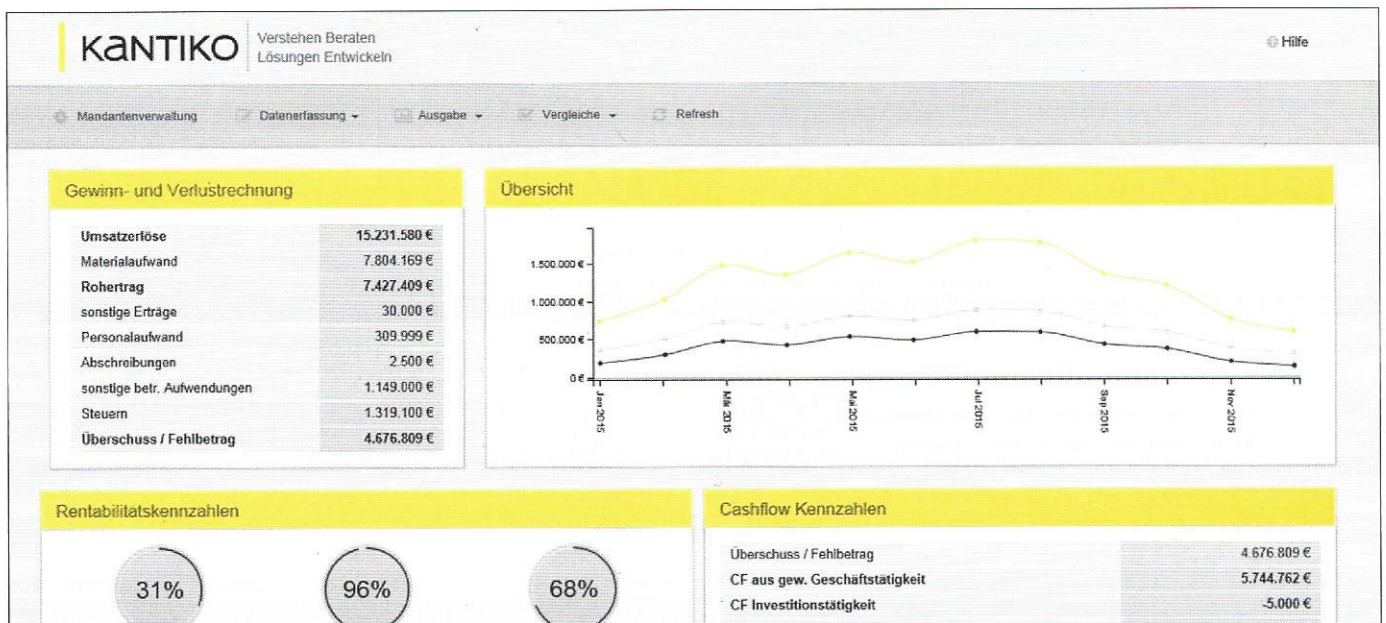 KANTIKO
Verstehen Beraten
Lösungen Entwickeln
Hilfe
Mandantenverwaltung Datenerfassung Ausgabe Vergleiche Refresh
Gewinn- und Verlustrechnung
Umsatzerlöse 15.231.580 €
Materialaufwand 7.804.169 €
Rohertrag 7.427.409 €
sonstige Erträge 30.000 €
Personalaufwand 309.999 €
Abschreibungen 2.500 €
sonstige betr. Aufwendungen 1.149.000 €
Steuern 1.319.100 €
Überschuss / Fehlbetrag 4.676.809 €
Übersicht
1.500.000 €
1.000.000 €
500.000 €
0 €
Jan 2015 Mär 2015 Mai 2015 Jul 2015 Sep 2015 Nov 2015
Rentabilitätskennzahlen
31% 96% 68%
Cashflow Kennzahlen
Überschuss / Fehlbetrag 4.676.809 €
CF aus gew. Geschäftstätigkeit 5.744.762 €
CF Investitionstätigkeit -5.000 €